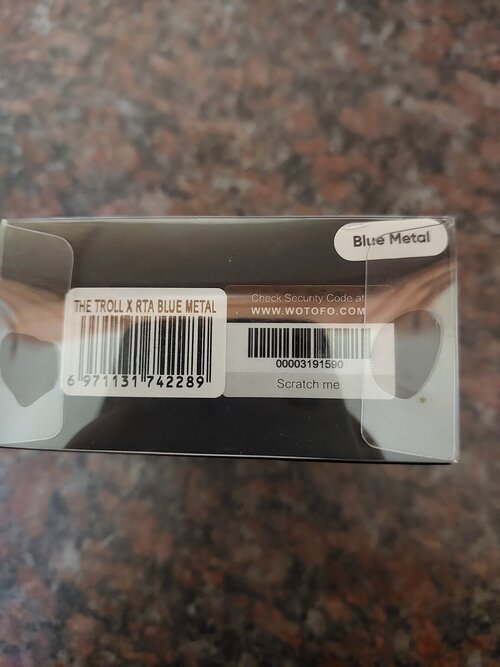 Blue Metal
THE TROLL X RTA BLUE METAL
6 971131 742289
Check Security Code at
WWW.WOTOFO.COM
00003191590
Scratch me